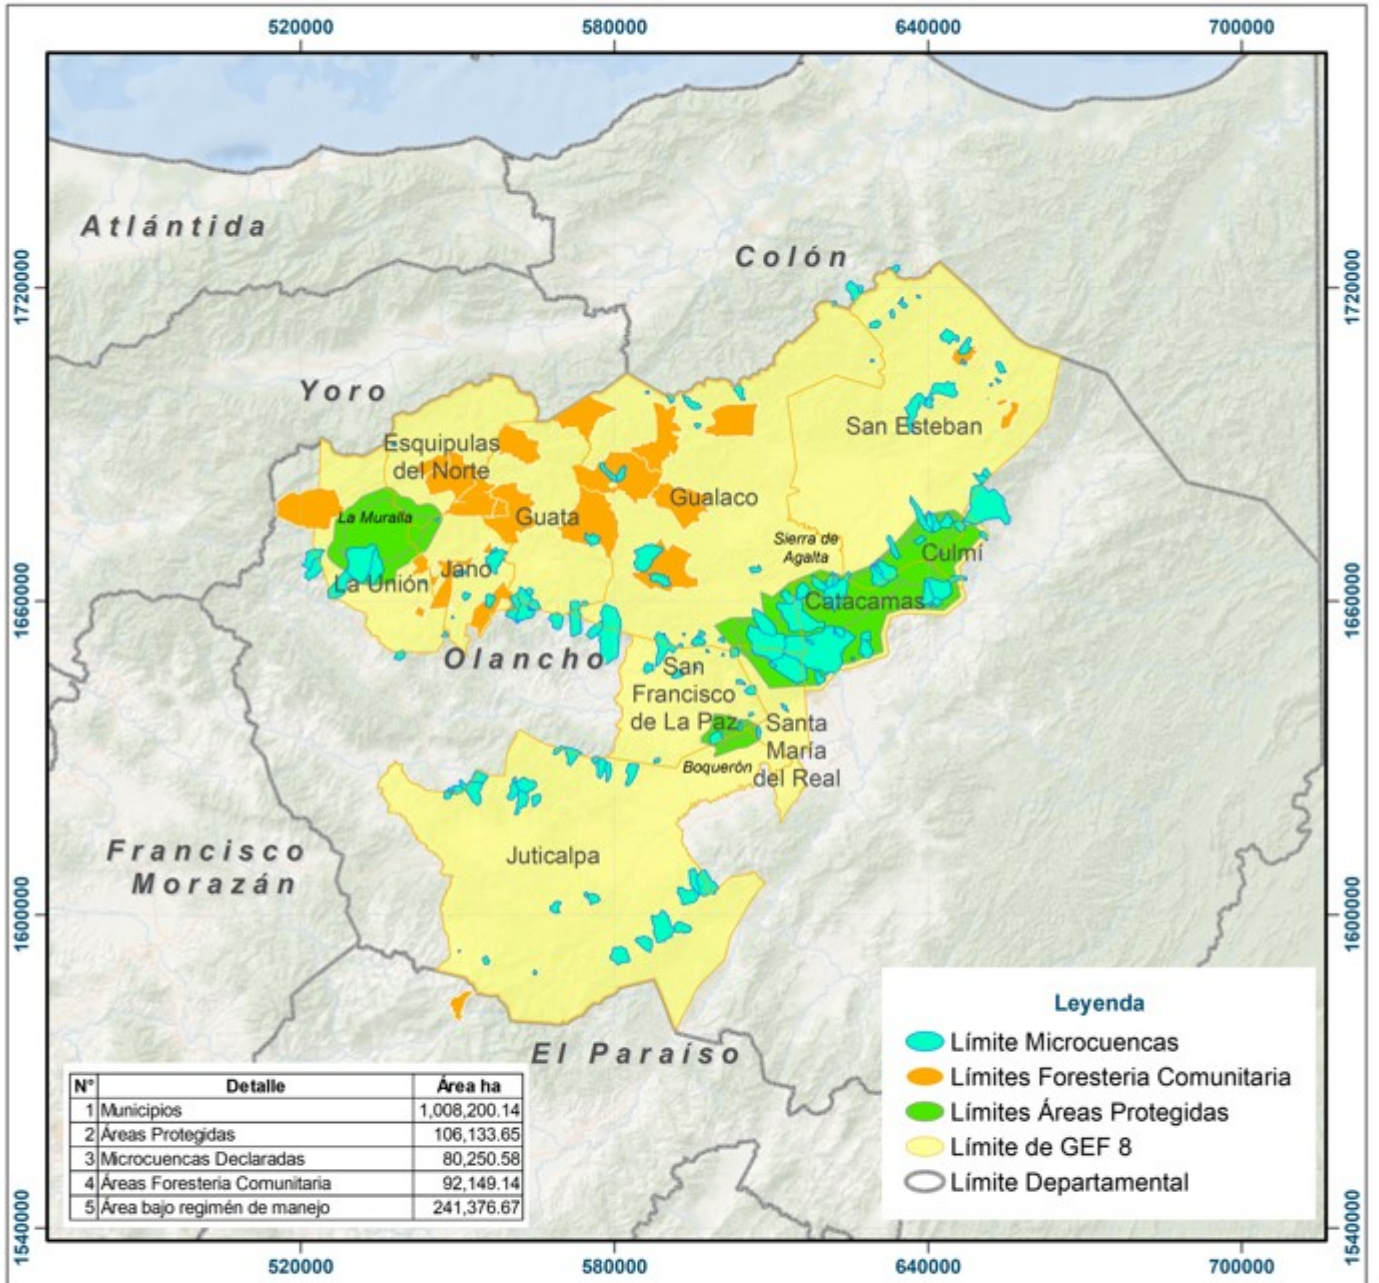 520000 580000 640000 700000
1720000 1720000
1660000 1660000
1600000 1600000
1540000 1540000
Atlántida
Colón
Yoro
Esquipulas
del Norte
San Esteban
La Muralla
Guata
Gualaco
Sierra de
Agalta
Culmí
La Unión
Jano
Catacamas
Olancho
San
Francisco
de La Paz
Santa
María
del Real
Boquerón
Francisco
Morazán
Juticalpa
El Paraíso
N° Detalle Área ha
1 Municipios 1,008,200.14
2 Áreas Protegidas 106,133.65
3 Microcuencas Declaradas 80,250.58
4 Áreas Foresteria Comunitaria 92,149.14
5 Área bajo regimén de manejo 241,376.67
Leyenda
Límite Microcuencas
Límites Foresteria Comunitaria
Límites Áreas Protegidas
Límite de GEF 8
Límite Departamental
520000 580000 640000 700000